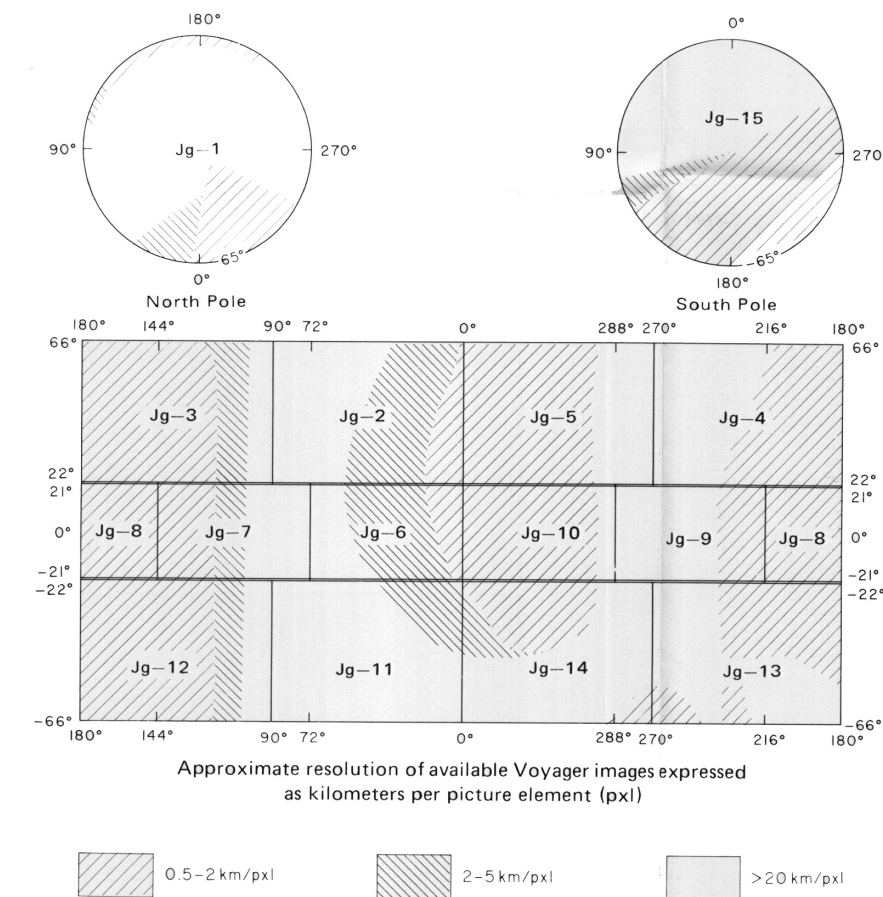 180° 0°
Jg—1 Jg—15
90° 270° 90° 270
65° —65°
0° 180°
North Pole South Pole
180° 144° 90° 72° 0° 288° 270° 216° 180°
66° 66°
Jg—3 Jg—2 Jg—5 Jg—4
22° 22°
21° 21°
0° Jg—8 Jg—7 Jg—6 Jg—10 Jg—9 Jg—8 0°
—21° —21°
—22° —22°
Jg—12 Jg—11 Jg—14 Jg—13
—66° —66°
180° 144° 90° 72° 0° 288° 270° 216° 180°
Approximate resolution of available Voyager images expressed
as kilometers per picture element (pxl)
0.5–2 km/pxl 2–5 km/pxl >20 km/pxl